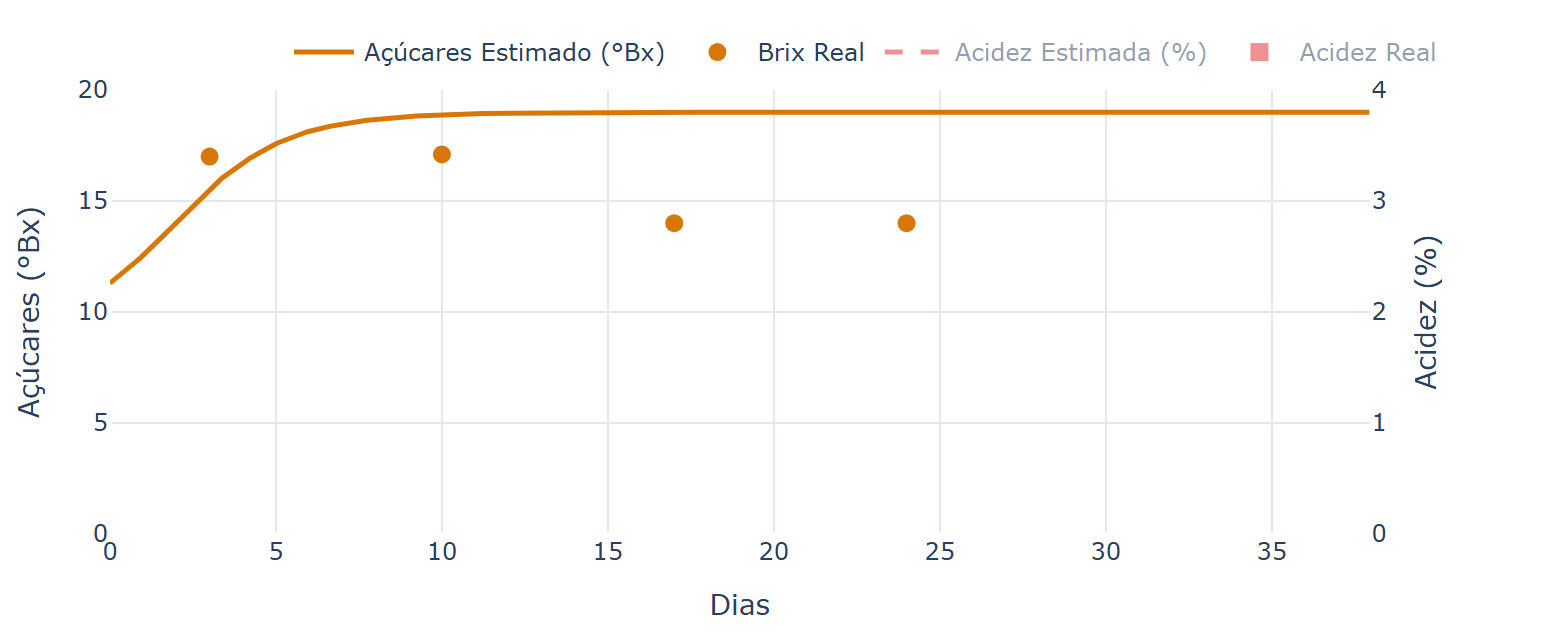 Açúcares Estimado (°Bx) Brix Real Acidez Estimada (%) Acidez Real
20 4
15 3
10 2
5 1
0 0
Açúcares (°Bx)
Acidez (%)
0 5 10 15 20 25 30 35
Dias